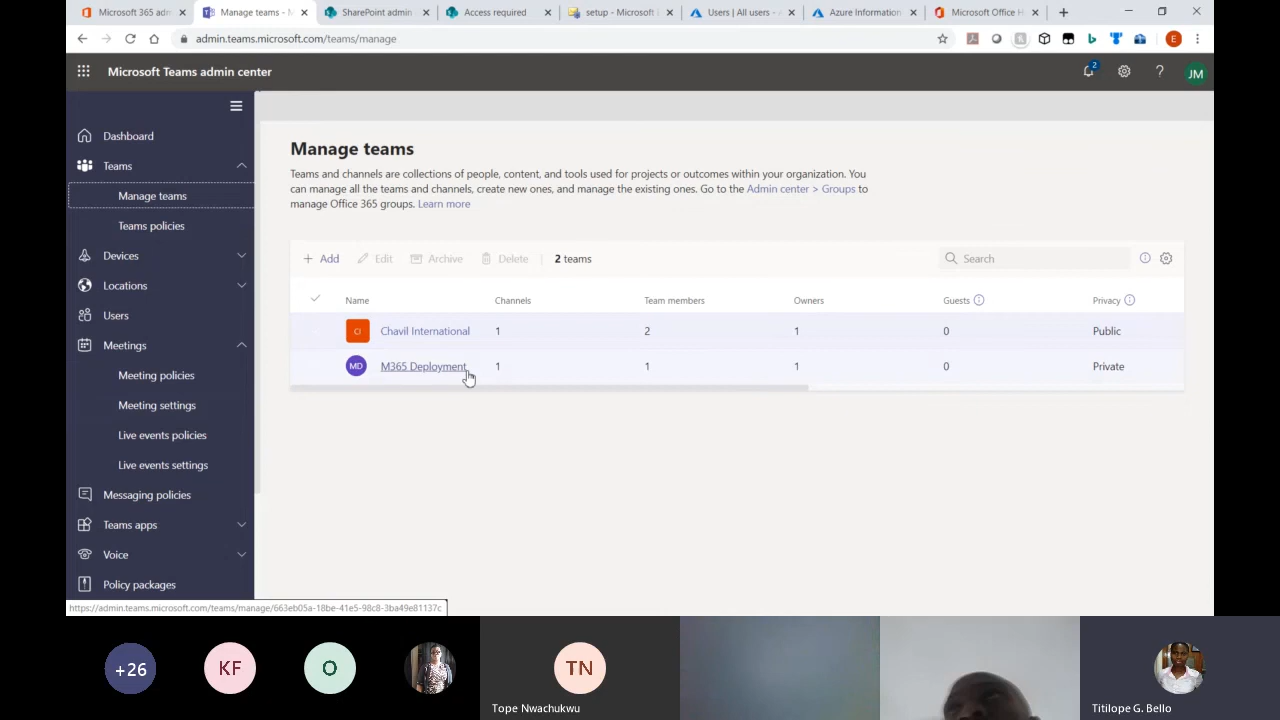 Microsoft 365 adm
Manage teams - M
SharePoint admin
Access required
setup - Microsoft
Users | All users - A
Azure Information
Microsoft Office H
admin.teams.microsoft.com/teams/manage
E
Microsoft Teams admin center
2
?
JM
Dashboard
Teams
Manage teams
Teams policies
Devices
Locations
Users
Meetings
Meeting policies
Meeting settings
Live events policies
Live events settings
Messaging policies
Teams apps
Voice
Policy packages
Manage teams
Teams and channels are collections of people, content, and tools used for projects or outcomes within your organization. You
can manage all the teams and channels, create new ones, and manage the existing ones. Go to the Admin center > Groups to
manage Office 365 groups. Learn more
+ Add Edit Archive Delete 2 teams Search
Name Channels Team members Owners Guests Privacy
CI Chavil International 1 2 1 0 Public
MD M365 Deployment 1 1 1 0 Private
https://admin.teams.microsoft.com/teams/manage/663eb05a-18be-41e5-98c8-3ba49e81137c
+26
KF
O
TN
Tope Nwachukwu
Titilope G. Bello